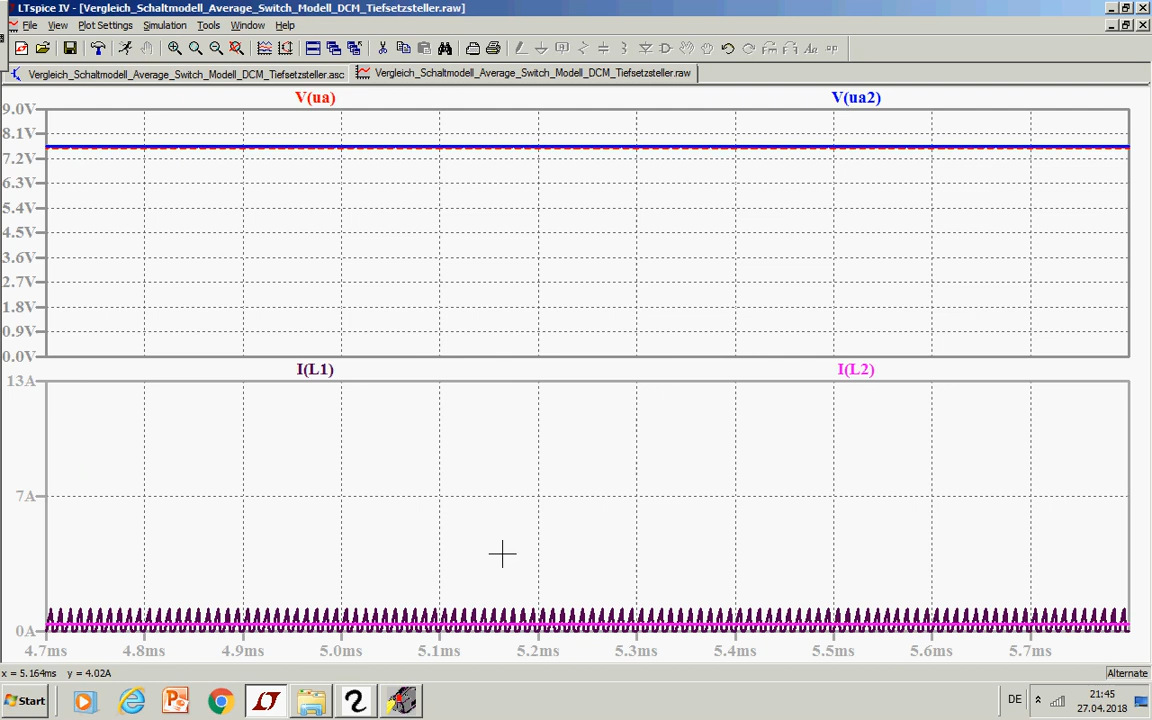 LTspice IV - [Vergleich_Schaltmodell_Average_Switch_Modell_DCM_Tiefsetzsteller.raw]
File View Plot Settings Simulation Tools Window Help
Vergleich_Schaltmodell_Average_Switch_Modell_DCM_Tiefsetzsteller.asc Vergleich_Schaltmodell_Average_Switch_Modell_DCM_Tiefsetzsteller.raw
V(ua) V(ua2)
9.0V
8.1V
7.2V
6.3V
5.4V
4.5V
3.6V
2.7V
1.8V
0.9V
0.0V
I(L1) I(L2)
13A
7A
0A
4.7ms 4.8ms 4.9ms 5.0ms 5.1ms 5.2ms 5.3ms 5.4ms 5.5ms 5.6ms 5.7ms
x = 5.164ms y = 4.02A Alternate
Start DE 21:45
27.04.2018